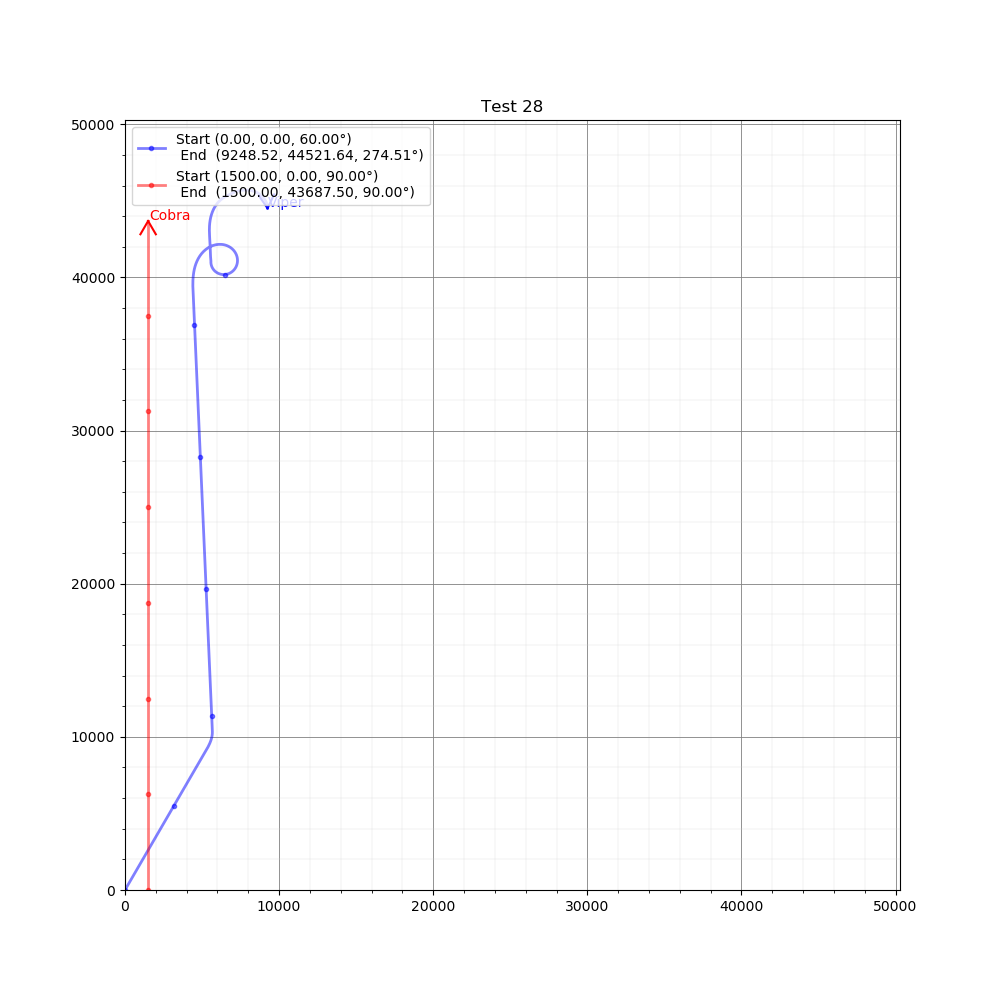 Test 28
50000
40000
30000
20000
10000
0
Start (0.00, 0.00, 60.00°)
End (9248.52, 44521.64, 274.51°)
Start (1500.00, 0.00, 90.00°)
End (1500.00, 43687.50, 90.00°)
Viper
Cobra
0 10000 20000 30000 40000 50000